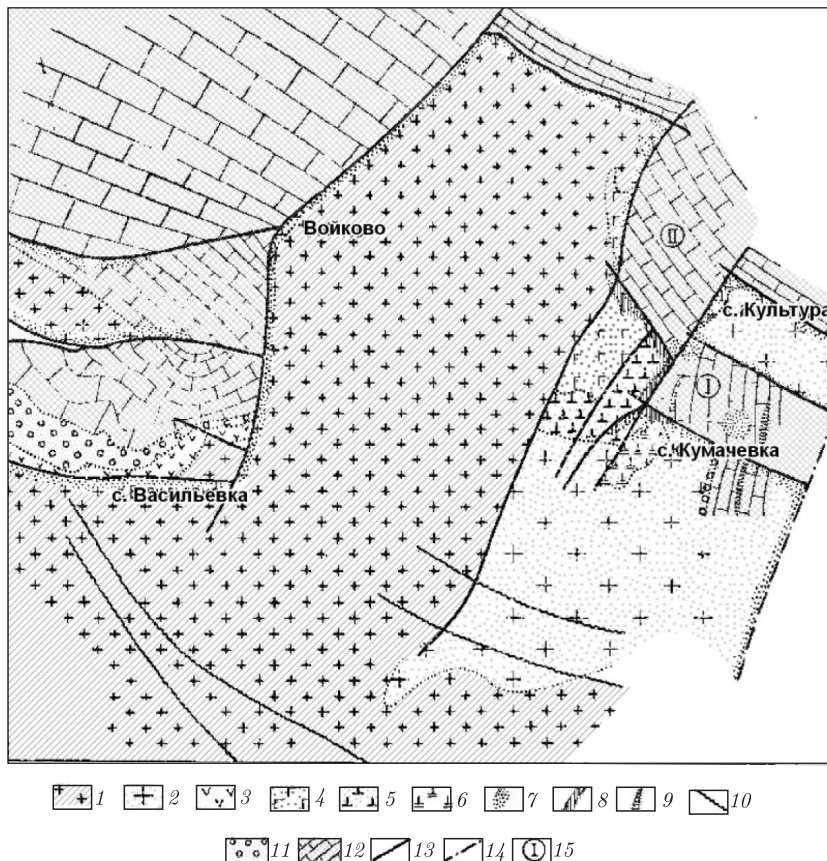 Войково
II
с. Культура
I
с. Кумачевка
с. Васильевка
1 2 3 4 5 6 7 8 9 10
11 12 13 14 I 15